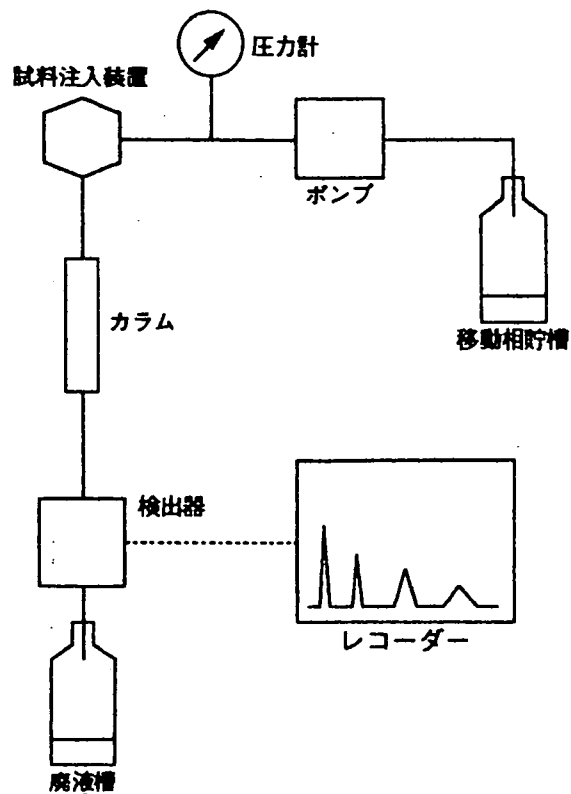 圧力計
試料注入装置
ポンプ
カラム
移動相貯槽
検出器
レコーダー
廃液槽